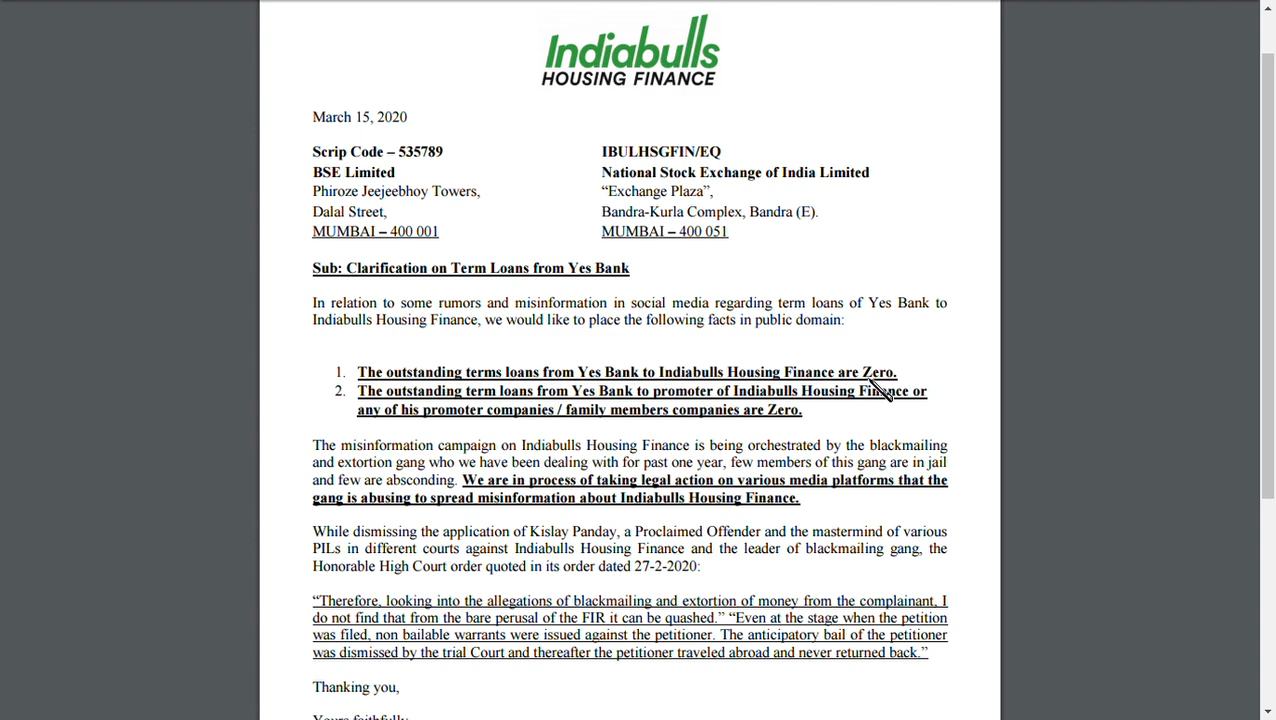 Indiabulls
HOUSING FINANCE
March 15, 2020
Scrip Code – 535789
BSE Limited
Phiroze Jeejeebhoy Towers,
Dalal Street,
MUMBAI – 400 001
IBULHSGFIN/EQ
National Stock Exchange of India Limited
“Exchange Plaza”,
Bandra-Kurla Complex, Bandra (E).
MUMBAI – 400 051
Sub: Clarification on Term Loans from Yes Bank
In relation to some rumors and misinformation in social media regarding term loans of Yes Bank to
Indiabulls Housing Finance, we would like to place the following facts in public domain:
1. The outstanding terms loans from Yes Bank to Indiabulls Housing Finance are Zero.
2. The outstanding term loans from Yes Bank to promoter of Indiabulls Housing Finance or
any of his promoter companies / family members companies are Zero.
The misinformation campaign on Indiabulls Housing Finance is being orchestrated by the blackmailing
and extortion gang who we have been dealing with for past one year, few members of this gang are in jail
and few are absconding. We are in process of taking legal action on various media platforms that the
gang is abusing to spread misinformation about Indiabulls Housing Finance.
While dismissing the application of Kislay Panday, a Proclaimed Offender and the mastermind of various
PILs in different courts against Indiabulls Housing Finance and the leader of blackmailing gang, the
Honorable High Court order quoted in its order dated 27-2-2020:
“Therefore, looking into the allegations of blackmailing and extortion of money from the complainant, I
do not find that from the bare perusal of the FIR it can be quashed.” “Even at the stage when the petition
was filed, non bailable warrants were issued against the petitioner. The anticipatory bail of the petitioner
was dismissed by the trial Court and thereafter the petitioner traveled abroad and never returned back.”
Thanking you,
Yours faithfully